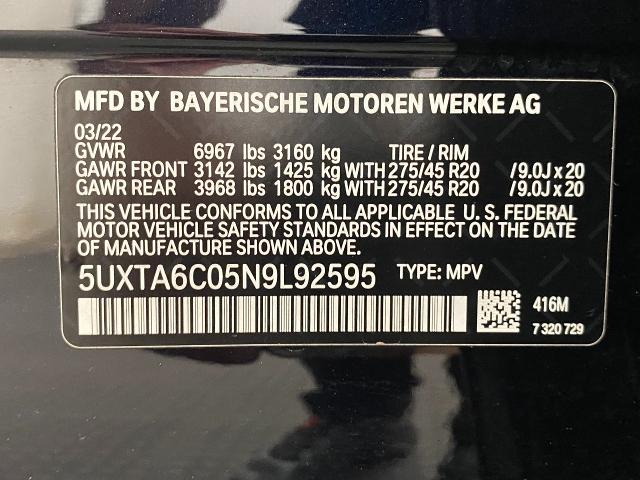 MFD BY BAYERISCHE MOTOREN WERKE AG
03/22
GVWR 6967 lbs 3160 kg TIRE / RIM
GAWR FRONT 3142 lbs 1425 kg WITH 275/45 R20 /9.0J x 20
GAWR REAR 3968 lbs 1800 kg WITH 275/45 R20 /9.0J x 20
THIS VEHICLE CONFORMS TO ALL APPLICABLE U. S. FEDERAL
MOTOR VEHICLE SAFETY STANDARDS IN EFFECT ON THE DATE
OF MANUFACTURE SHOWN ABOVE.
5UXTA6C05N9L92595 TYPE: MPV
416M
7 320 729